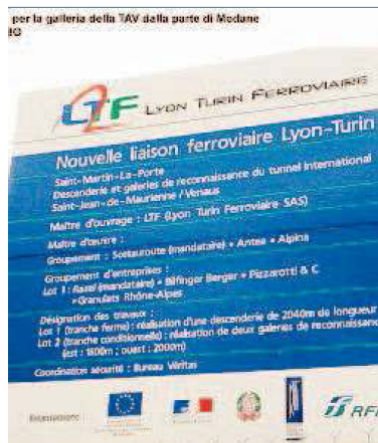 per la galleria della TAV dalla parte di Modane
LTF LYON TURIN FERROVIAIRE
Nouvelle liaison ferroviaire Lyon-Turin
Saint-Martin-La-Porte
Descenderie et galeries de reconnaissance du tunnel international
Saint-Jean-de-Maurienne / Venaus
Maître d'ouvrage : LTF (Lyon Turin Ferroviaire SAS)
Maître d'œuvre :
Groupement : Scetauroute (mandataire) • Antea • Alpina
Groupement d'entreprises :
Lot 1 : Razel (mandataire) • Bilfinger Berger • Pizzarotti & C
• Granulats Rhône-Alpes
Désignation des travaux :
Lot 1 (tranche ferme) : réalisation d'une descenderie de 2040m de longueur
Lot 2 (tranche conditionnelle) : réalisation de deux galeries de reconnaissanc
(est : 1800m ; ouest : 2000m)
Coordination sécurité : Bureau Véritas
RFI